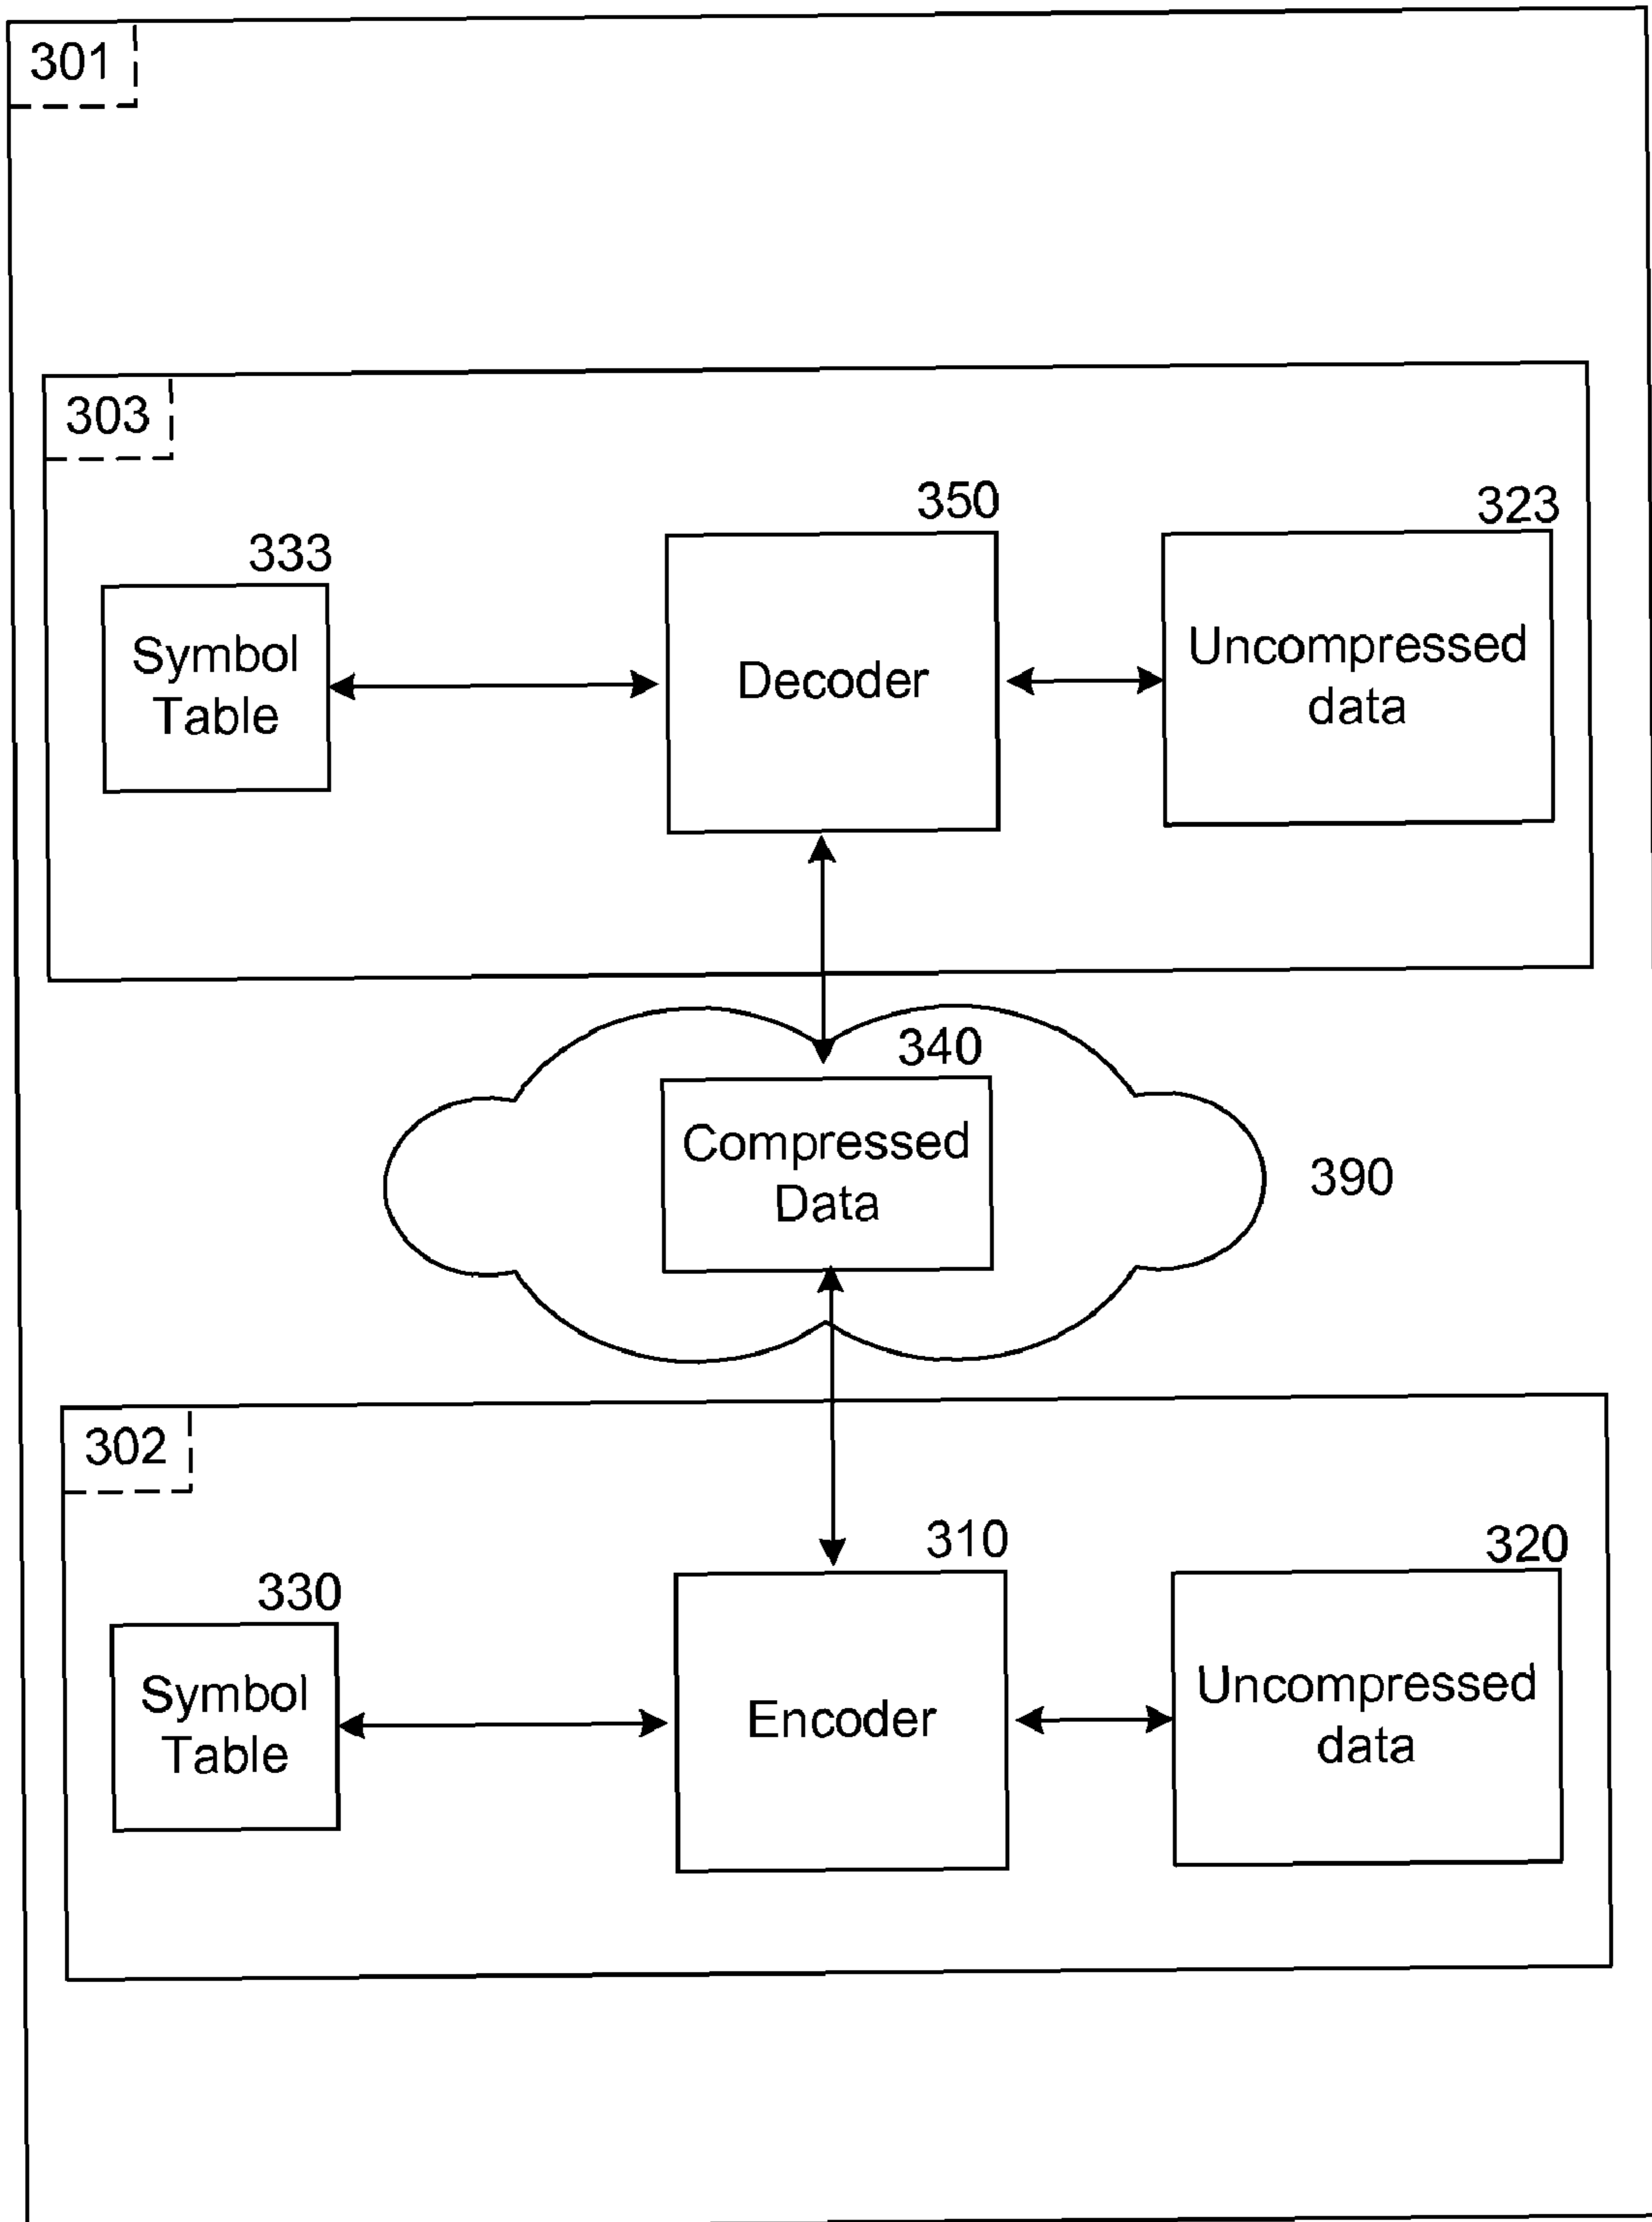 301
303
350
323
333
Symbol
Table
Decoder
Uncompressed
data
340
Compressed
Data
390
302
310
320
330
Symbol
Table
Encoder
Uncompressed
data